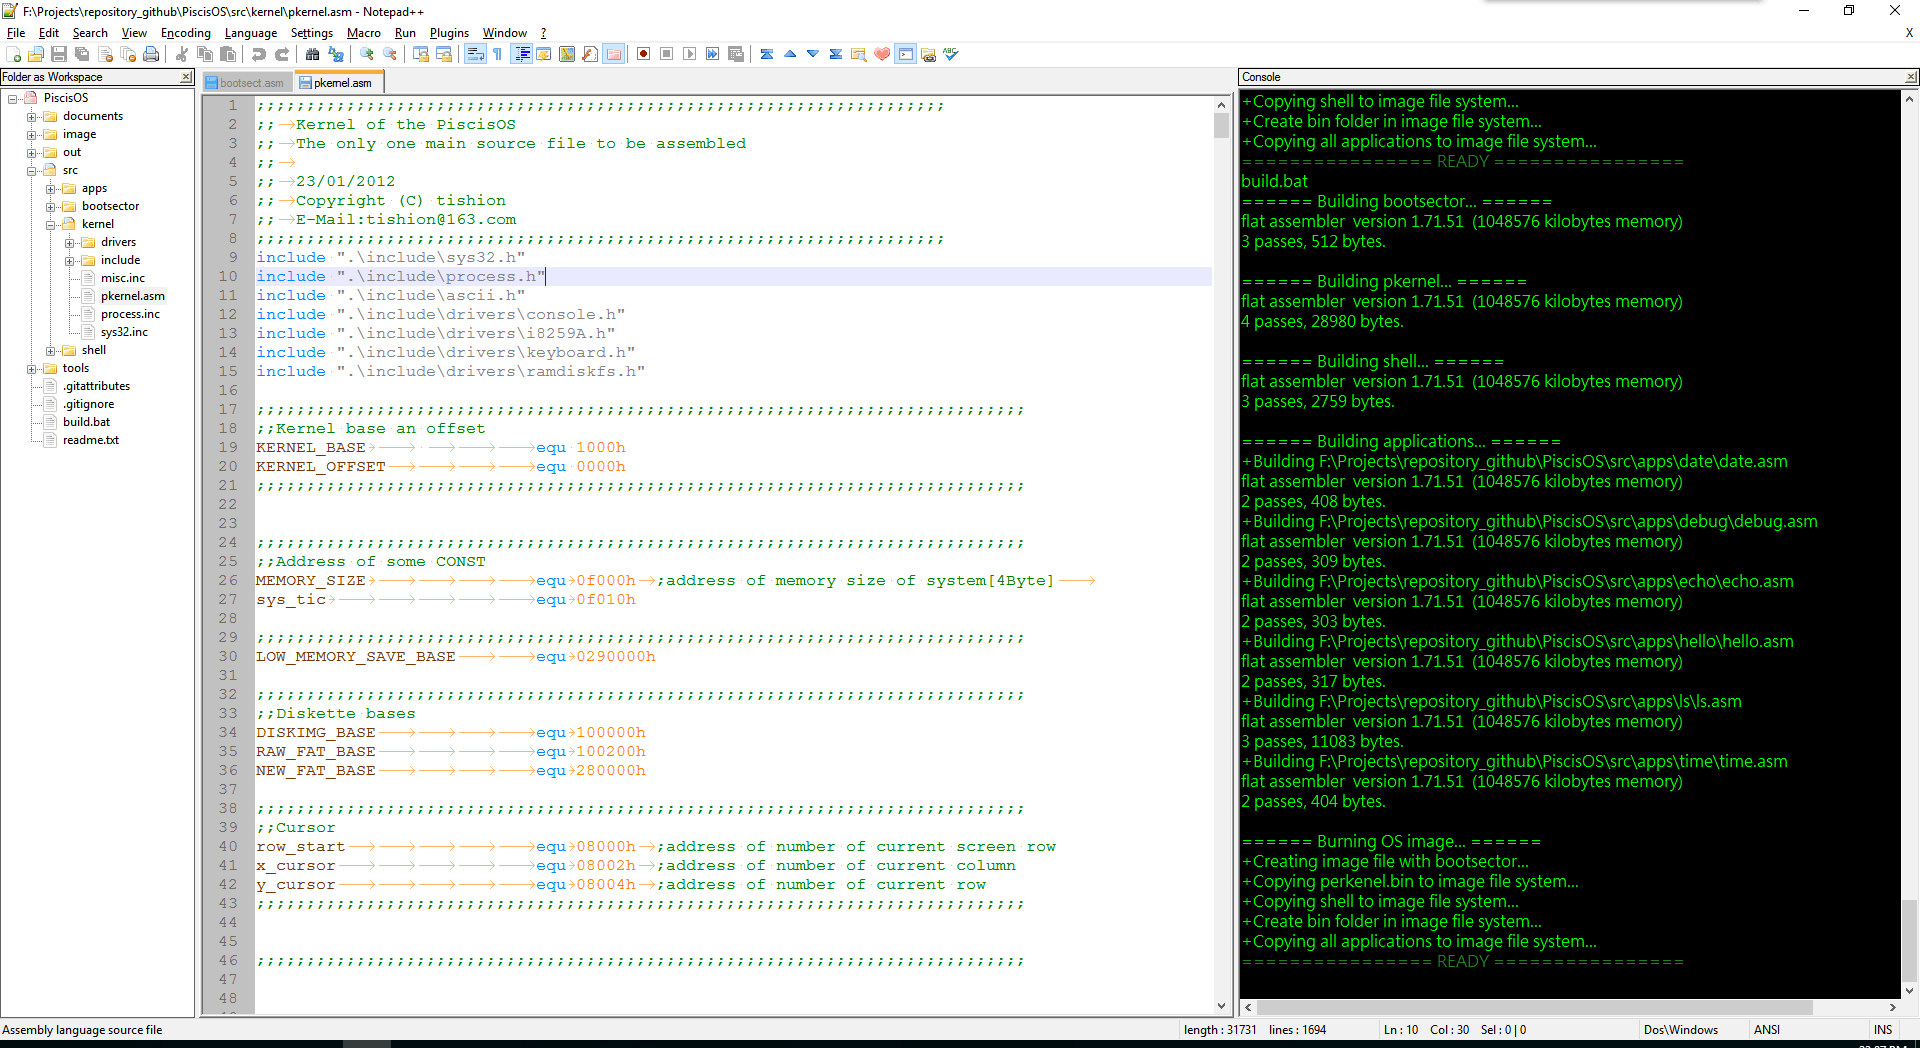 F:\Projects\repository_github\PiscisOS\src\kernel\pkernel.asm - Notepad++
File Edit Search View Encoding Language Settings Macro Run Plugins Window ? X
Folder as Workspace
PiscisOS
documents
image
out
src
apps
bootsector
kernel
drivers
include
misc.inc
pkernel.asm
process.inc
sys32.inc
shell
tools
.gitattributes
.gitignore
build.bat
readme.txt
bootsect.asm pkernel.asm
1 ;;;;;;;;;;;;;;;;;;;;;;;;;;;;;;;;;;;;;;;;;;;;;;;;;;;;;;;;;;;;;;;;;;;;;
2 ;; Kernel of the PiscisOS
3 ;; The only one main source file to be assembled
4 ;;
5 ;; 23/01/2012
6 ;; Copyright (C) tishion
7 ;; E-Mail:tishion@163.com
8 ;;;;;;;;;;;;;;;;;;;;;;;;;;;;;;;;;;;;;;;;;;;;;;;;;;;;;;;;;;;;;;;;;;;;;
9 include ".\include\sys32.h"
10 include ".\include\process.h"
11 include ".\include\ascii.h"
12 include ".\include\drivers\console.h"
13 include ".\include\drivers\i8259A.h"
14 include ".\include\drivers\keyboard.h"
15 include ".\include\drivers\ramdiskfs.h"
16
17 ;;;;;;;;;;;;;;;;;;;;;;;;;;;;;;;;;;;;;;;;;;;;;;;;;;;;;;;;;;;;;;;;;;;;;;;;;;;;;
18 ;;Kernel base an offset
19 KERNEL_BASE equ 1000h
20 KERNEL_OFFSET equ 0000h
21 ;;;;;;;;;;;;;;;;;;;;;;;;;;;;;;;;;;;;;;;;;;;;;;;;;;;;;;;;;;;;;;;;;;;;;;;;;;;;;
22
23
24 ;;;;;;;;;;;;;;;;;;;;;;;;;;;;;;;;;;;;;;;;;;;;;;;;;;;;;;;;;;;;;;;;;;;;;;;;;;;;;
25 ;;Address of some CONST
26 MEMORY_SIZE equ 0f000h ;address of memory size of system[4Byte]
27 sys_tic equ 0f010h
28
29 ;;;;;;;;;;;;;;;;;;;;;;;;;;;;;;;;;;;;;;;;;;;;;;;;;;;;;;;;;;;;;;;;;;;;;;;;;;;;;
30 LOW_MEMORY_SAVE_BASE equ 0290000h
31
32 ;;;;;;;;;;;;;;;;;;;;;;;;;;;;;;;;;;;;;;;;;;;;;;;;;;;;;;;;;;;;;;;;;;;;;;;;;;;;;
33 ;;Diskette bases
34 DISKIMG_BASE equ 100000h
35 RAW_FAT_BASE equ 100200h
36 NEW_FAT_BASE equ 280000h
37
38 ;;;;;;;;;;;;;;;;;;;;;;;;;;;;;;;;;;;;;;;;;;;;;;;;;;;;;;;;;;;;;;;;;;;;;;;;;;;;;
39 ;;Cursor
40 row_start equ 08000h ;address of number of current screen row
41 x_cursor equ 08002h ;address of number of current column
42 y_cursor equ 08004h ;address of number of current row
43 ;;;;;;;;;;;;;;;;;;;;;;;;;;;;;;;;;;;;;;;;;;;;;;;;;;;;;;;;;;;;;;;;;;;;;;;;;;;;;
44
45
46 ;;;;;;;;;;;;;;;;;;;;;;;;;;;;;;;;;;;;;;;;;;;;;;;;;;;;;;;;;;;;;;;;;;;;;;;;;;;;;
47
48
Console
+Copying shell to image file system...
+Create bin folder in image file system...
+Copying all applications to image file system...
================ READY ================
build.bat
====== Building bootsector... ======
flat assembler version 1.71.51 (1048576 kilobytes memory)
3 passes, 512 bytes.
====== Building pkernel... ======
flat assembler version 1.71.51 (1048576 kilobytes memory)
4 passes, 28980 bytes.
====== Building shell... ======
flat assembler version 1.71.51 (1048576 kilobytes memory)
3 passes, 2759 bytes.
====== Building applications... ======
+Building F:\Projects\repository_github\PiscisOS\src\apps\date\date.asm
flat assembler version 1.71.51 (1048576 kilobytes memory)
2 passes, 408 bytes.
+Building F:\Projects\repository_github\PiscisOS\src\apps\debug\debug.asm
flat assembler version 1.71.51 (1048576 kilobytes memory)
2 passes, 309 bytes.
+Building F:\Projects\repository_github\PiscisOS\src\apps\echo\echo.asm
flat assembler version 1.71.51 (1048576 kilobytes memory)
2 passes, 303 bytes.
+Building F:\Projects\repository_github\PiscisOS\src\apps\hello\hello.asm
flat assembler version 1.71.51 (1048576 kilobytes memory)
2 passes, 317 bytes.
+Building F:\Projects\repository_github\PiscisOS\src\apps\ls\ls.asm
flat assembler version 1.71.51 (1048576 kilobytes memory)
3 passes, 11083 bytes.
+Building F:\Projects\repository_github\PiscisOS\src\apps\time\time.asm
flat assembler version 1.71.51 (1048576 kilobytes memory)
2 passes, 404 bytes.
====== Burning OS image... ======
+Creating image file with bootsector...
+Copying perkenel.bin to image file system...
+Copying shell to image file system...
+Create bin folder in image file system...
+Copying all applications to image file system...
================ READY ================
Assembly language source file length : 31731 lines : 1694 Ln : 10 Col : 30 Sel : 0 | 0 Dos\Windows ANSI INS